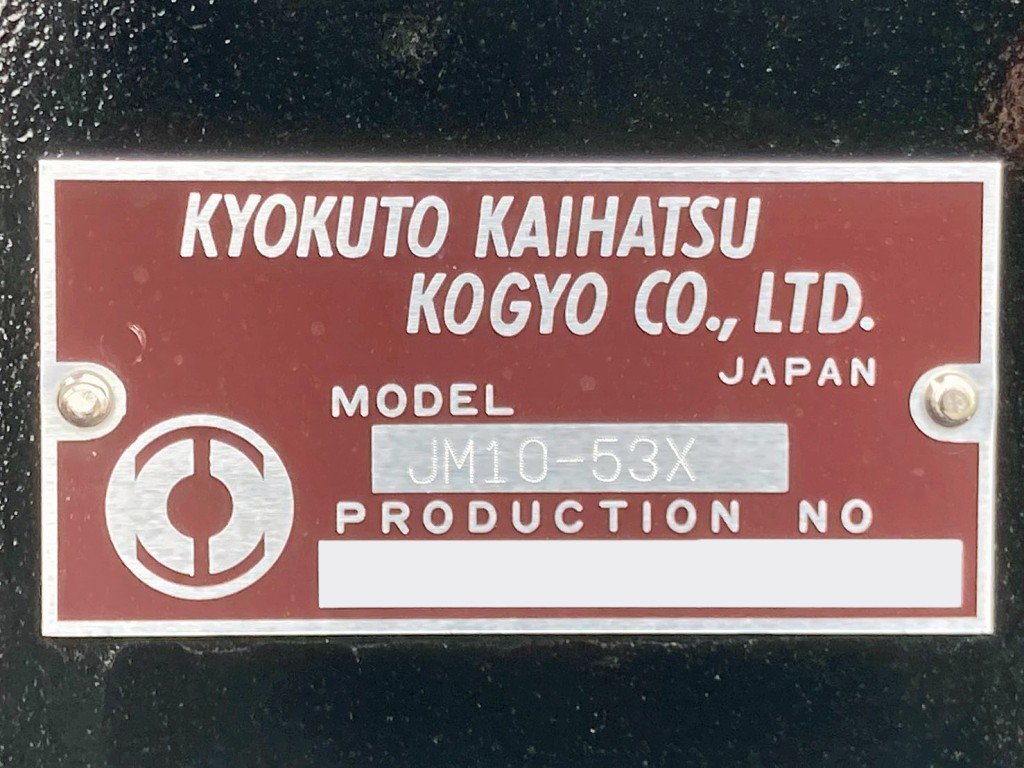 KYOKUTO KAIHATSU
KOGYO CO., LTD.
JAPAN
MODEL
JM10-53X
PRODUCTION NO